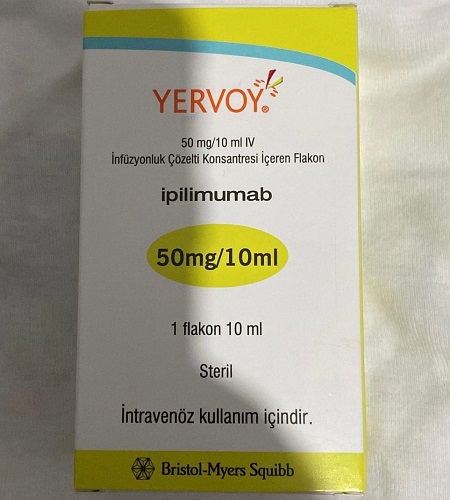 YERVOY®
50 mg/10 ml IV
İnfüzyonluk Çözelti Konsantresi İçeren Flakon
ipilimumab
50mg/10ml
1 flakon 10 ml
Steril
İntravenöz kullanım içindir.
Bristol-Myers Squibb